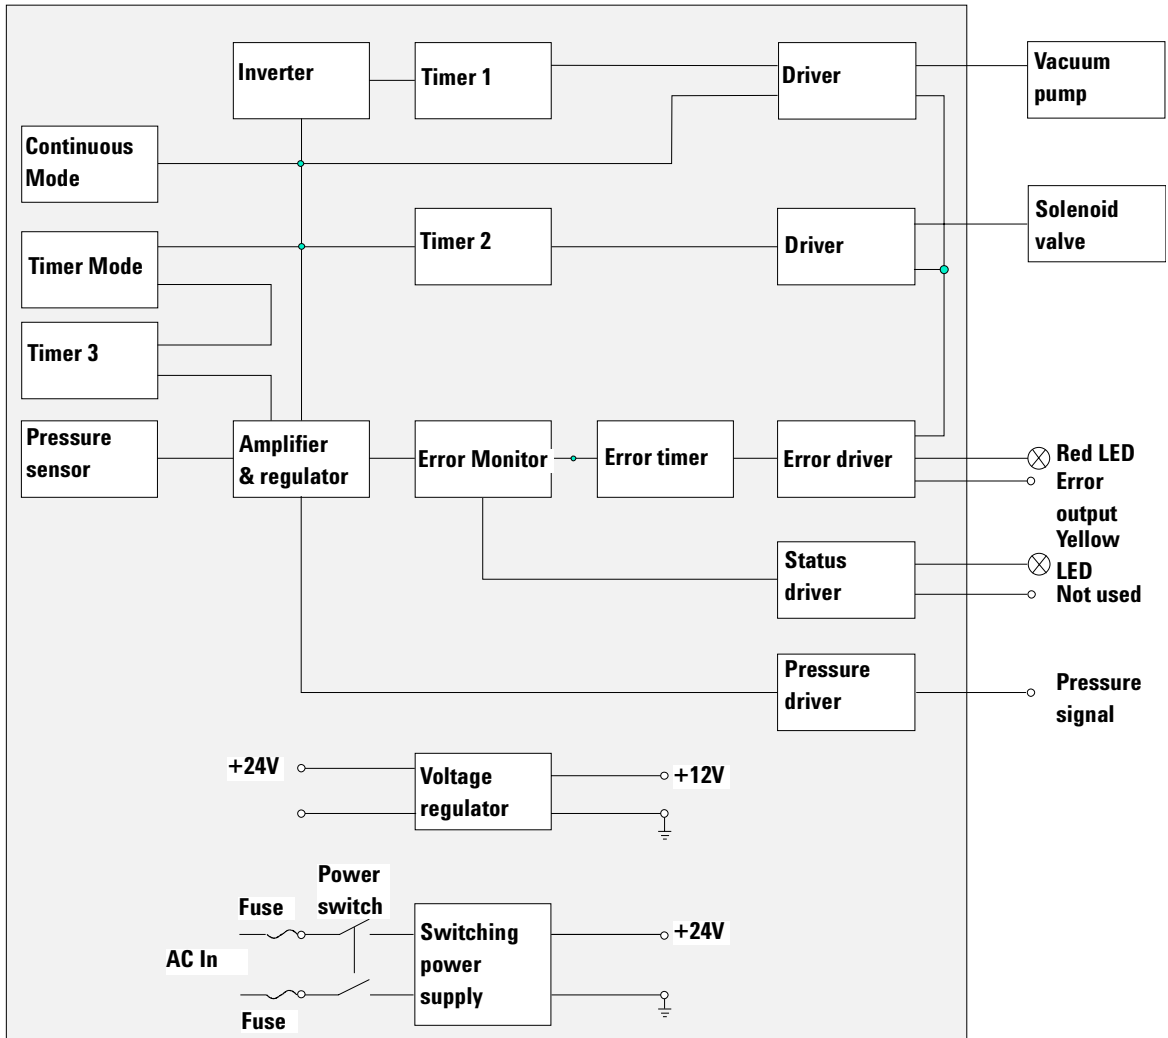 Inverter
Timer 1
Driver
Vacuum
pump
Continuous
Mode
Timer Mode
Timer 2
Driver
Solenoid
valve
Timer 3
Pressure
sensor
Amplifier
& regulator
Error Monitor
Error timer
Error driver
Red LED
Error
output
Yellow
LED
Not used
Status
driver
Pressure
driver
Pressure
signal
+24V
Voltage
regulator
+12V
Power
switch
Fuse
AC In
Fuse
Switching
power
supply
+24V